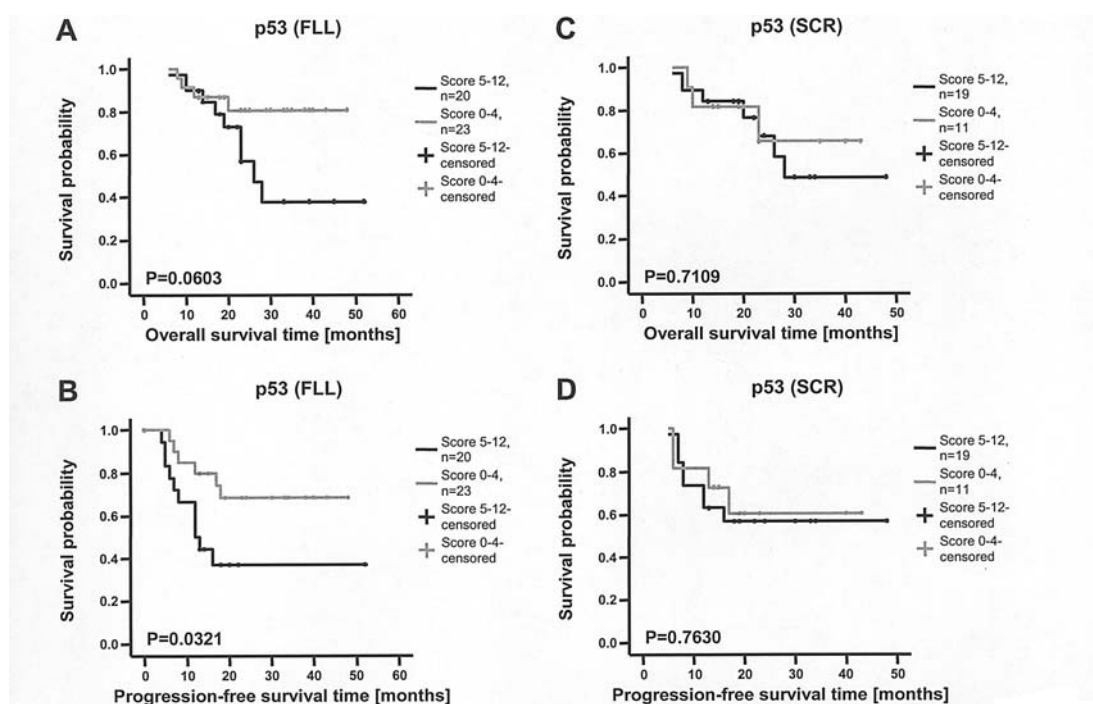 A
p53 (FLL)
Survival probability
1.0
0.8
0.6
0.4
0.2
0.0
P=0.0603
0 10 20 30 40 50 60
Overall survival time [months]
Score 5-12,
n=20
Score 0-4,
n=23
Score 5-12-
censored
Score 0-4-
censored
C
p53 (SCR)
Survival probability
1.0
0.8
0.6
0.4
0.2
0.0
P=0.7109
0 10 20 30 40 50
Overall survival time [months]
Score 5-12,
n=19
Score 0-4,
n=11
Score 5-12-
censored
Score 0-4-
censored
B
p53 (FLL)
Survival probability
1.0
0.8
0.6
0.4
0.2
0.0
P=0.0321
0 10 20 30 40 50 60
Progression-free survival time [months]
Score 5-12,
n=20
Score 0-4,
n=23
Score 5-12-
censored
Score 0-4-
censored
D
p53 (SCR)
Survival probability
1.0
0.8
0.6
0.4
0.2
0.0
P=0.7630
0 10 20 30 40 50
Progression-free survival time [months]
Score 5-12,
n=19
Score 0-4,
n=11
Score 5-12-
censored
Score 0-4-
censored